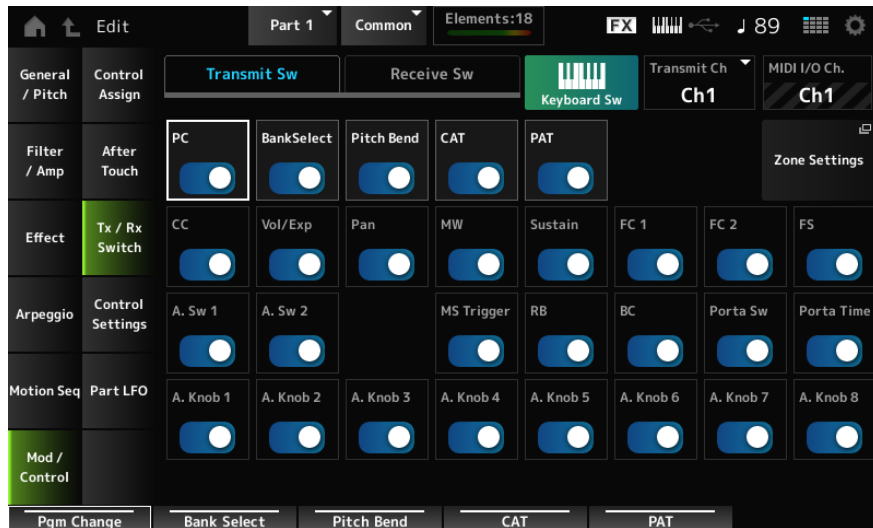 Edit
Part 1
Common
Elements:18
FX
♩ 89
General
/ Pitch
Control
Assign
Transmit Sw
Receive Sw
Keyboard Sw
Transmit Ch
Ch1
MIDI I/O Ch.
Ch1
Filter
/ Amp
After
Touch
PC
BankSelect
Pitch Bend
CAT
PAT
Zone Settings
Effect
Tx / Rx
Switch
CC
Vol/Exp
Pan
MW
Sustain
FC 1
FC 2
FS
Arpeggio
Control
Settings
A. Sw 1
A. Sw 2
MS Trigger
RB
BC
Porta Sw
Porta Time
Motion Seq
Part LFO
A. Knob 1
A. Knob 2
A. Knob 3
A. Knob 4
A. Knob 5
A. Knob 6
A. Knob 7
A. Knob 8
Mod /
Control
Pgm Change
Bank Select
Pitch Bend
CAT
PAT